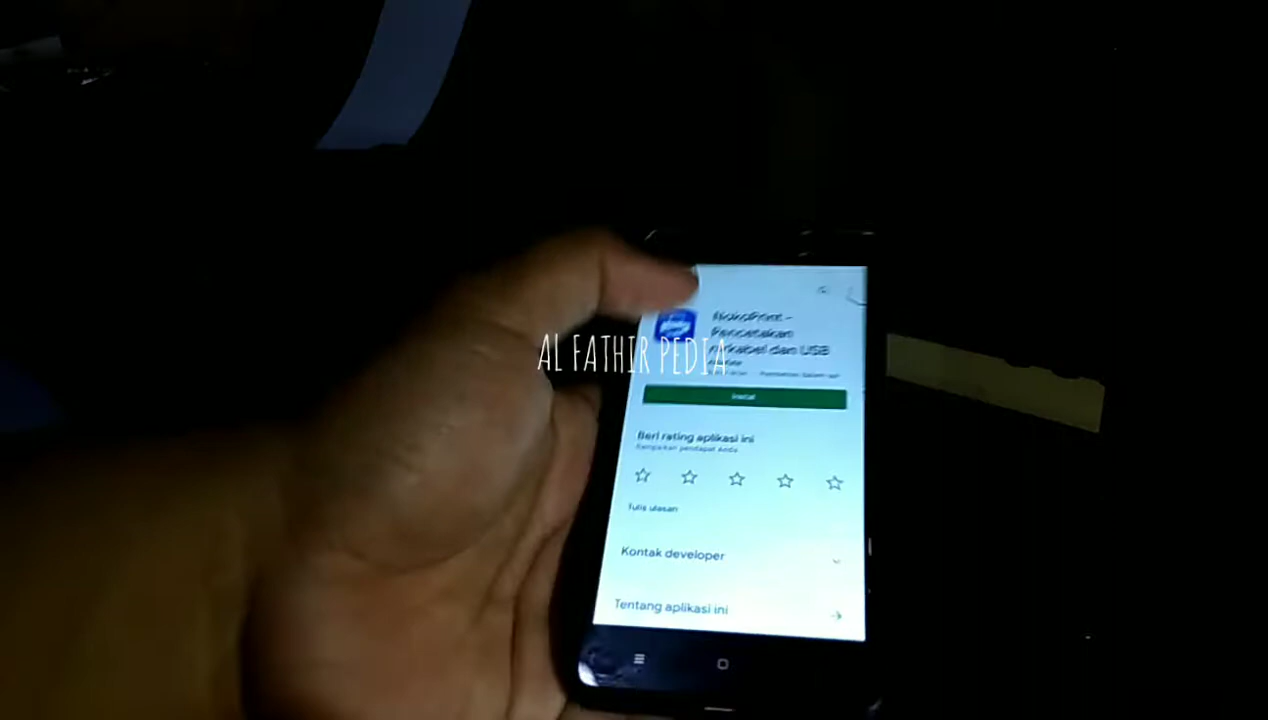 NokoPrint -
Pencetakan
nirkabel dan USB
AL FATHIR PEDIA
Instal
Beri rating aplikasi ini
Sampaikan pendapat Anda
Tulis ulasan
Kontak developer
Tentang aplikasi ini